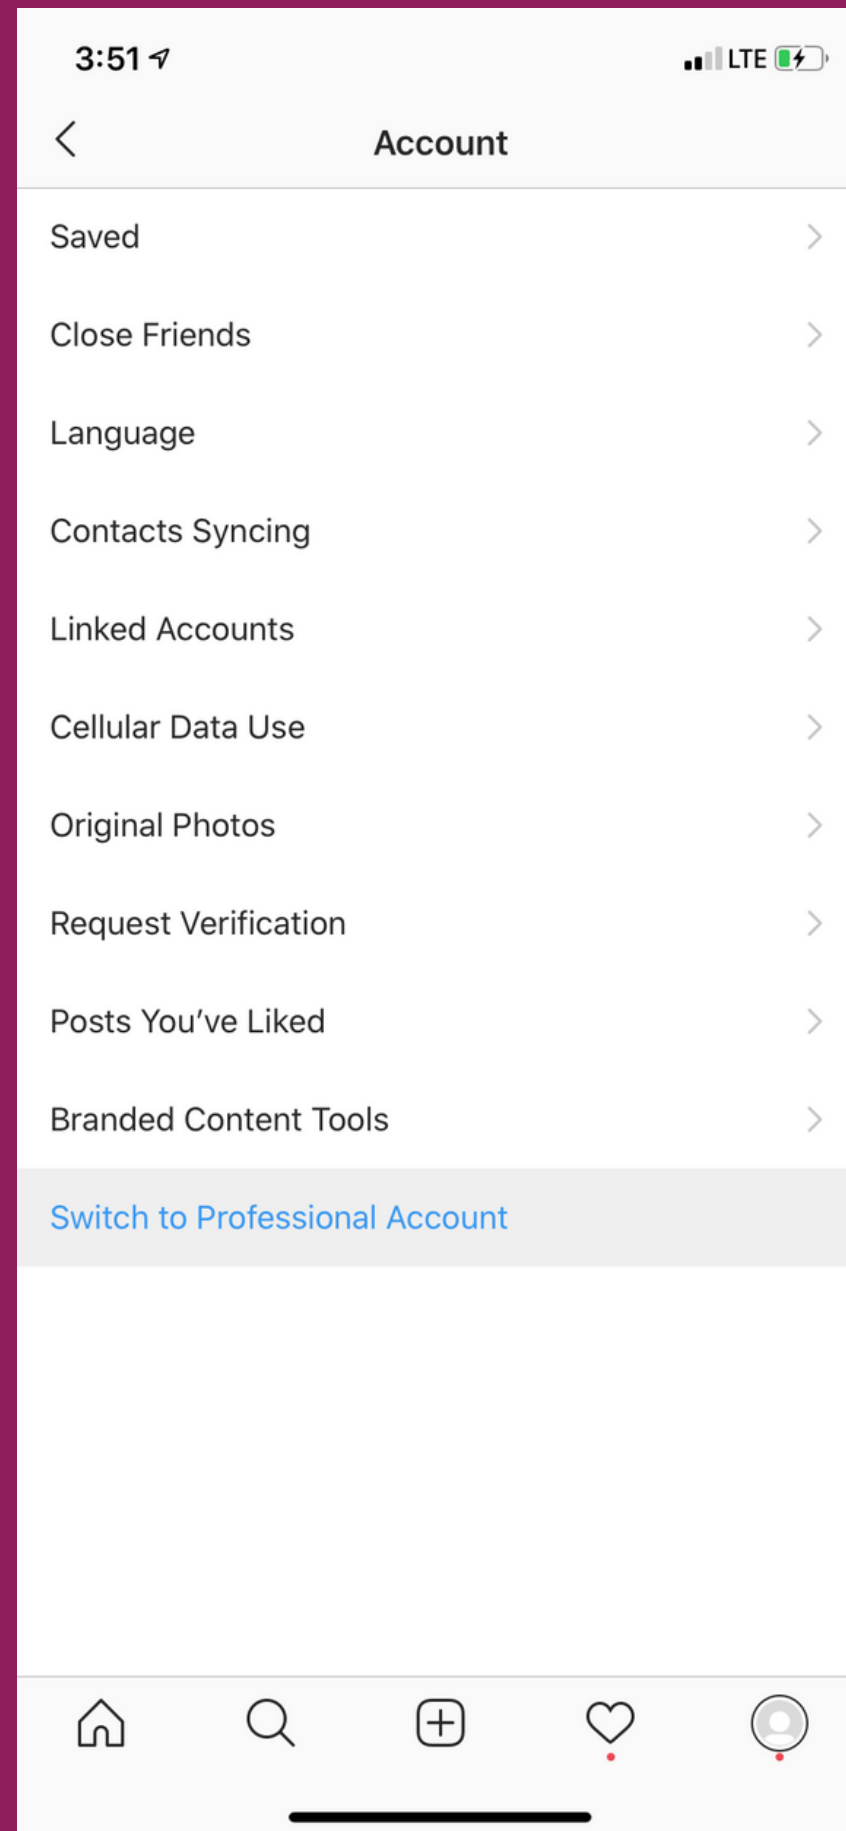 3:51
LTE
Account
Saved
Close Friends
Language
Contacts Syncing
Linked Accounts
Cellular Data Use
Original Photos
Request Verification
Posts You’ve Liked
Branded Content Tools
Switch to Professional Account